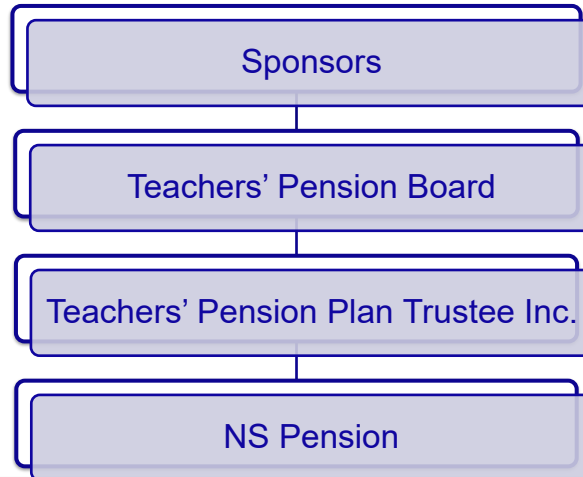 Sponsors
Teachers’ Pension Board
Teachers’ Pension Plan Trustee Inc.
NS Pension